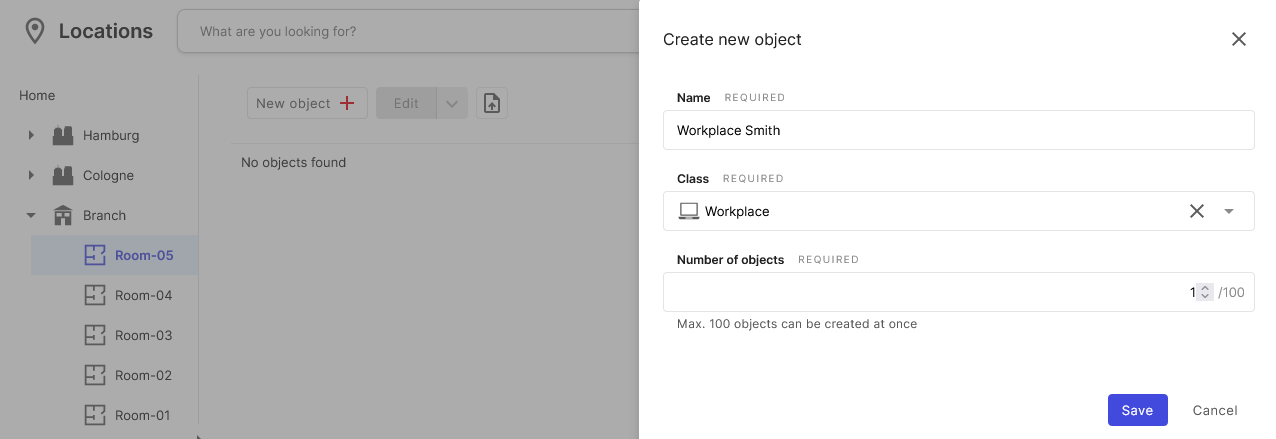 Locations
What are you looking for?
Home
Hamburg
Cologne
Branch
Room-05
Room-04
Room-03
Room-02
Room-01
New object
Edit
No objects found
Create new object
Name REQUIRED
Workplace Smith
Class REQUIRED
Workplace
Number of objects REQUIRED
1 /100
Max. 100 objects can be created at once
Save Cancel